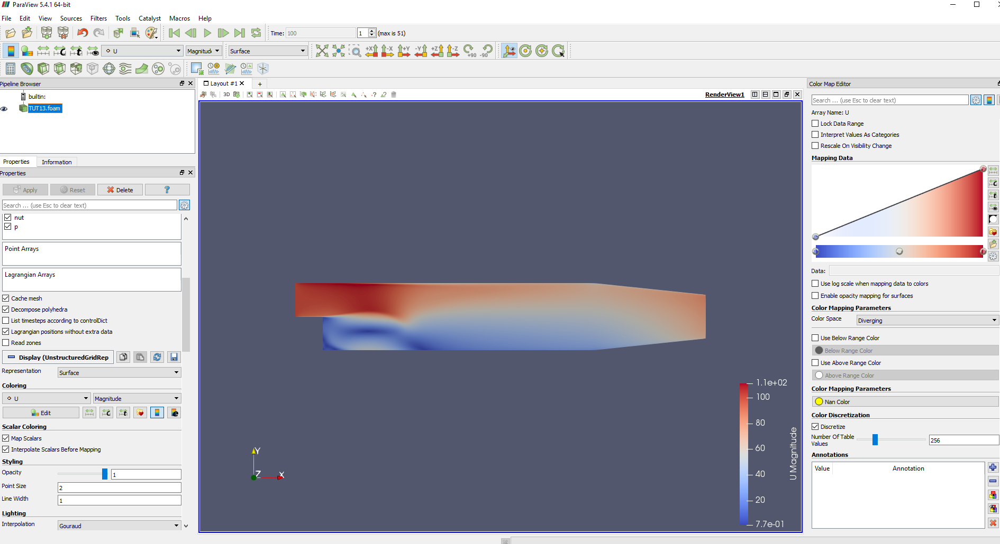 ParaView 5.4.1 64-bit
File Edit View Sources Filters Tools Catalyst Macros Help
Time: 100 1 (max is 51)
U Magnitude Surface
+X -X +Y -Y +Z -Z +90 -90
Pipeline Browser
builtin:
TUT13.foam
Properties Information
Properties
Apply Reset Delete ?
Search ... (use Esc to clear text)
nut
p
Point Arrays
Lagrangian Arrays
Cache mesh
Decompose polyhedra
List timesteps according to controlDict
Lagrangian positions without extra data
Read zones
Display (UnstructuredGridRep
Representation Surface
Coloring
U Magnitude
Edit
Scalar Coloring
Map Scalars
Interpolate Scalars Before Mapping
Styling
Opacity 1
Point Size 2
Line Width 1
Lighting
Interpolation Gouraud
Layout #1 +
3D RenderView1
Y
Z X
1.1e+02
100
80
60
40
20
7.7e-01
U Magnitude
Color Map Editor
Search ... (use Esc to clear text)
Array Name: U
Lock Data Range
Interpret Values As Categories
Rescale On Visibility Change
Mapping Data
Data:
Use log scale when mapping data to colors
Enable opacity mapping for surfaces
Color Mapping Parameters
Color Space Diverging
Use Below Range Color
Below Range Color
Use Above Range Color
Above Range Color
Color Mapping Parameters
Nan Color
Color Discretization
Discretize
Number Of Table
Values 256
Annotations
Value Annotation